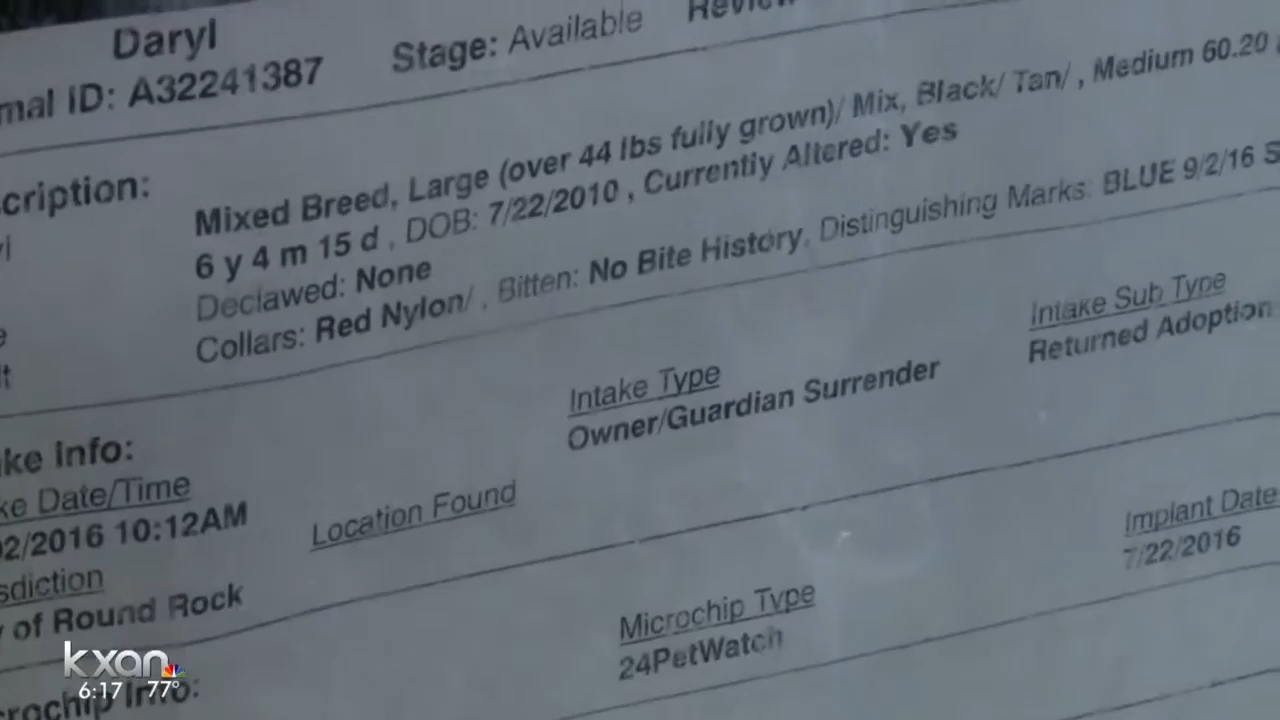 Daryl
mal ID: A32241387 Stage: Available Review
scription:
Mixed Breed, Large (over 44 lbs fully grown)/ Mix, Black/ Tan/ , Medium 60.20
6 y 4 m 15 d , DOB: 7/22/2010 , Currently Altered: Yes
Declawed: None
Collars: Red Nylon/ , Bitten: No Bite History, Distinguishing Marks: BLUE 9/2/16 S
ke Info:
Intake Type
Intake Sub Type
ke Date/Time
Owner/Guardian Surrender
Returned Adoption
02/2016 10:12AM
Location Found
sdiction
y of Round Rock
Microchip Type
Implant Date
24PetWatch
7/22/2016
rochip Info:
kxan
6:17 77°